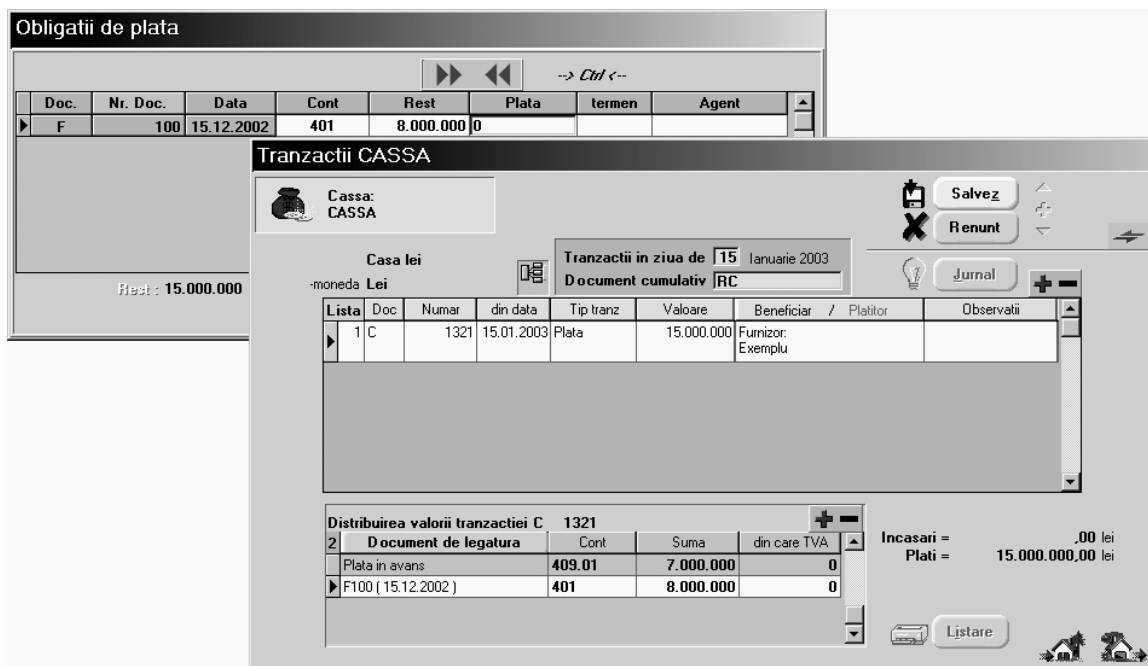 Obligatii de plata
--> Ctrl <--
Doc. Nr. Doc. Data Cont Rest Plata termen Agent
F 100 15.12.2002 401 8.000.000 0
Rest : 15.000.000
Tranzactii CASSA
Cassa:
CASSA
Salvez
Renunt
Casa lei
-moneda Lei
Tranzactii in ziua de 15 Ianuarie 2003
Document cumulativ RC
Jurnal
Lista Doc Numar din data Tip tranz Valoare Beneficiar / Platitor Observatii
1 C 1321 15.01.2003 Plata 15.000.000 Furnizor:
Exemplu
Distribuirea valorii tranzactiei C 1321
2 Document de legatura Cont Suma din care TVA
Plata in avans 409.01 7.000.000 0
F100 ( 15.12.2002 ) 401 8.000.000 0
Incasari = ,00 lei
Plati = 15.000.000,00 lei
Listare